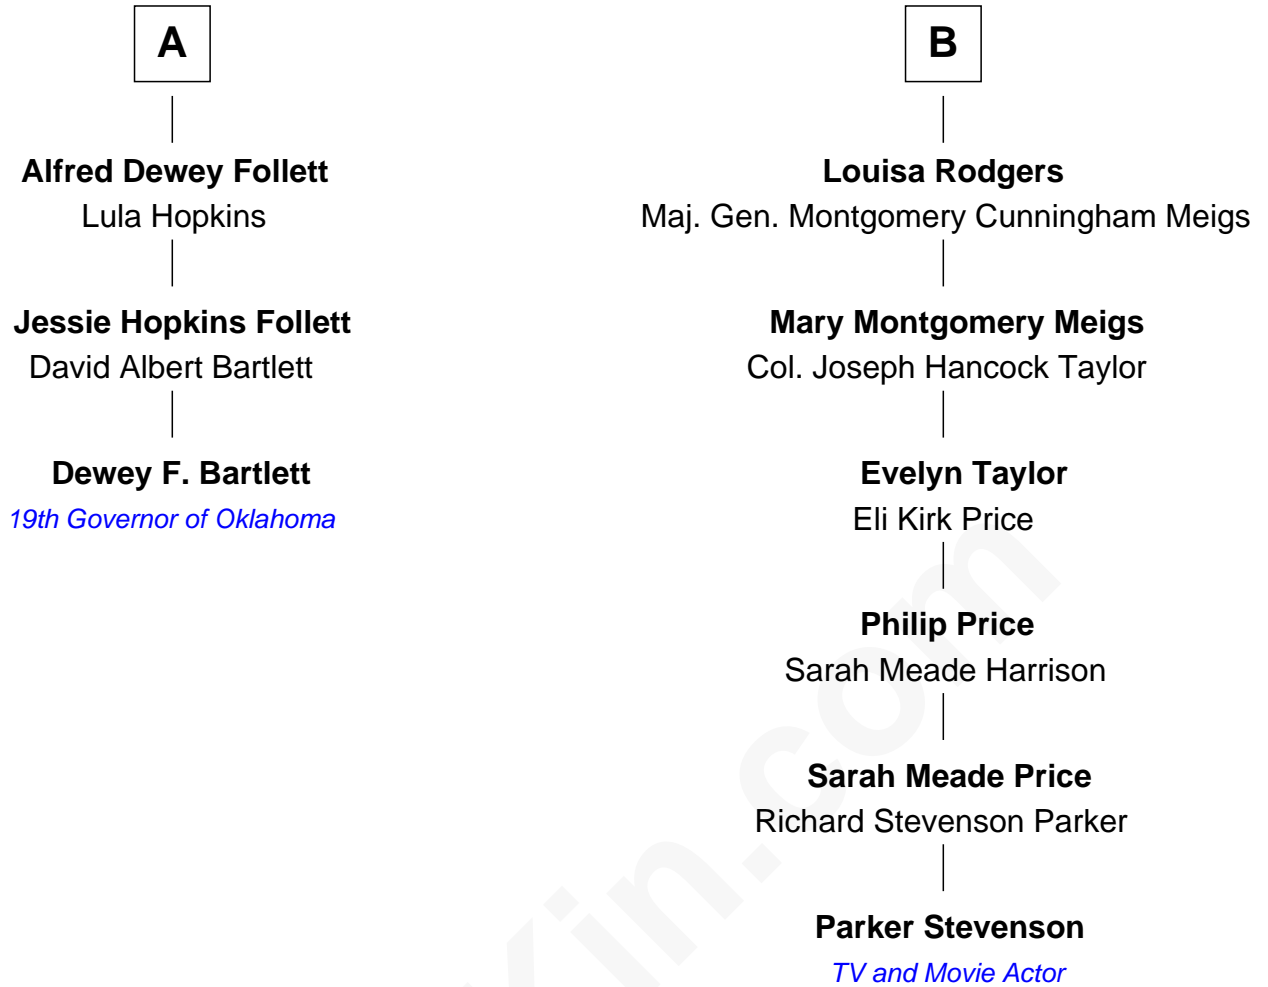 A
Alfred Dewey Follett
Lula Hopkins
Jessie Hopkins Follett
David Albert Bartlett
Dewey F. Bartlett
19th Governor of Oklahoma
B
Louisa Rodgers
Maj. Gen. Montgomery Cunningham Meigs
Mary Montgomery Meigs
Col. Joseph Hancock Taylor
Evelyn Taylor
Eli Kirk Price
Philip Price
Sarah Meade Harrison
Sarah Meade Price
Richard Stevenson Parker
Parker Stevenson
TV and Movie Actor